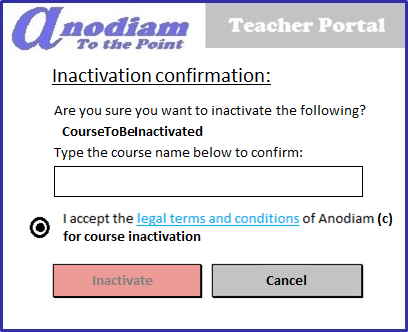 Anodiam
To the Point
Teacher Portal
Inactivation confirmation:
Are you sure you want to inactivate the following?
CourseToBeInactivated
Type the course name below to confirm:
I accept the legal terms and conditions of Anodiam (c)
for course inactivation
Inactivate
Cancel